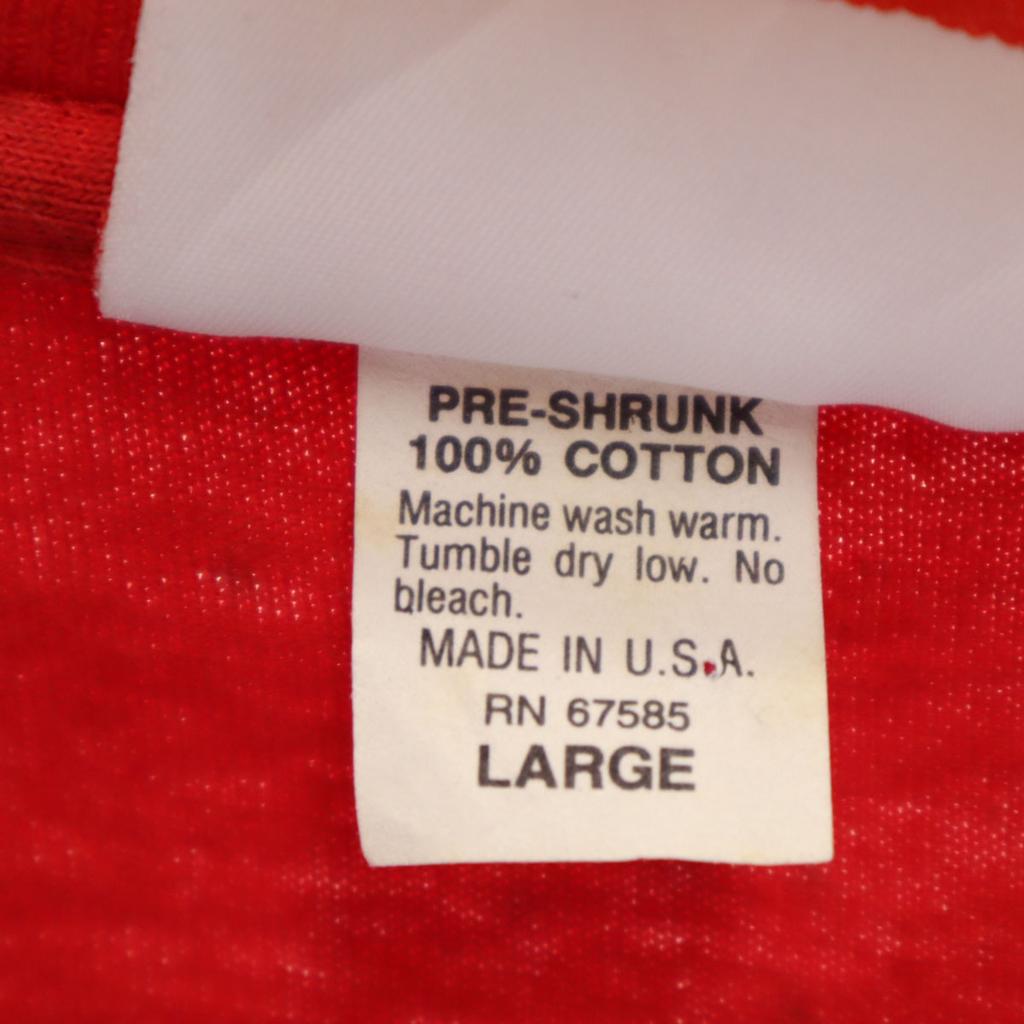 PRE-SHRUNK
100% COTTON
Machine wash warm.
Tumble dry low. No
bleach.
MADE IN U.S.A.
RN 67585
LARGE